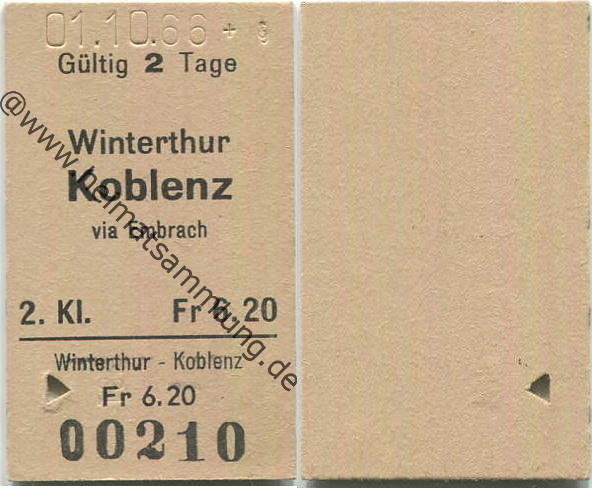 01.10.66 +
Gültig 2 Tage
Winterthur
Koblenz
via Embrach
2. Kl. Fr 6.20
Winterthur - Koblenz
Fr 6.20
00210
@www.heimatsammlung.de